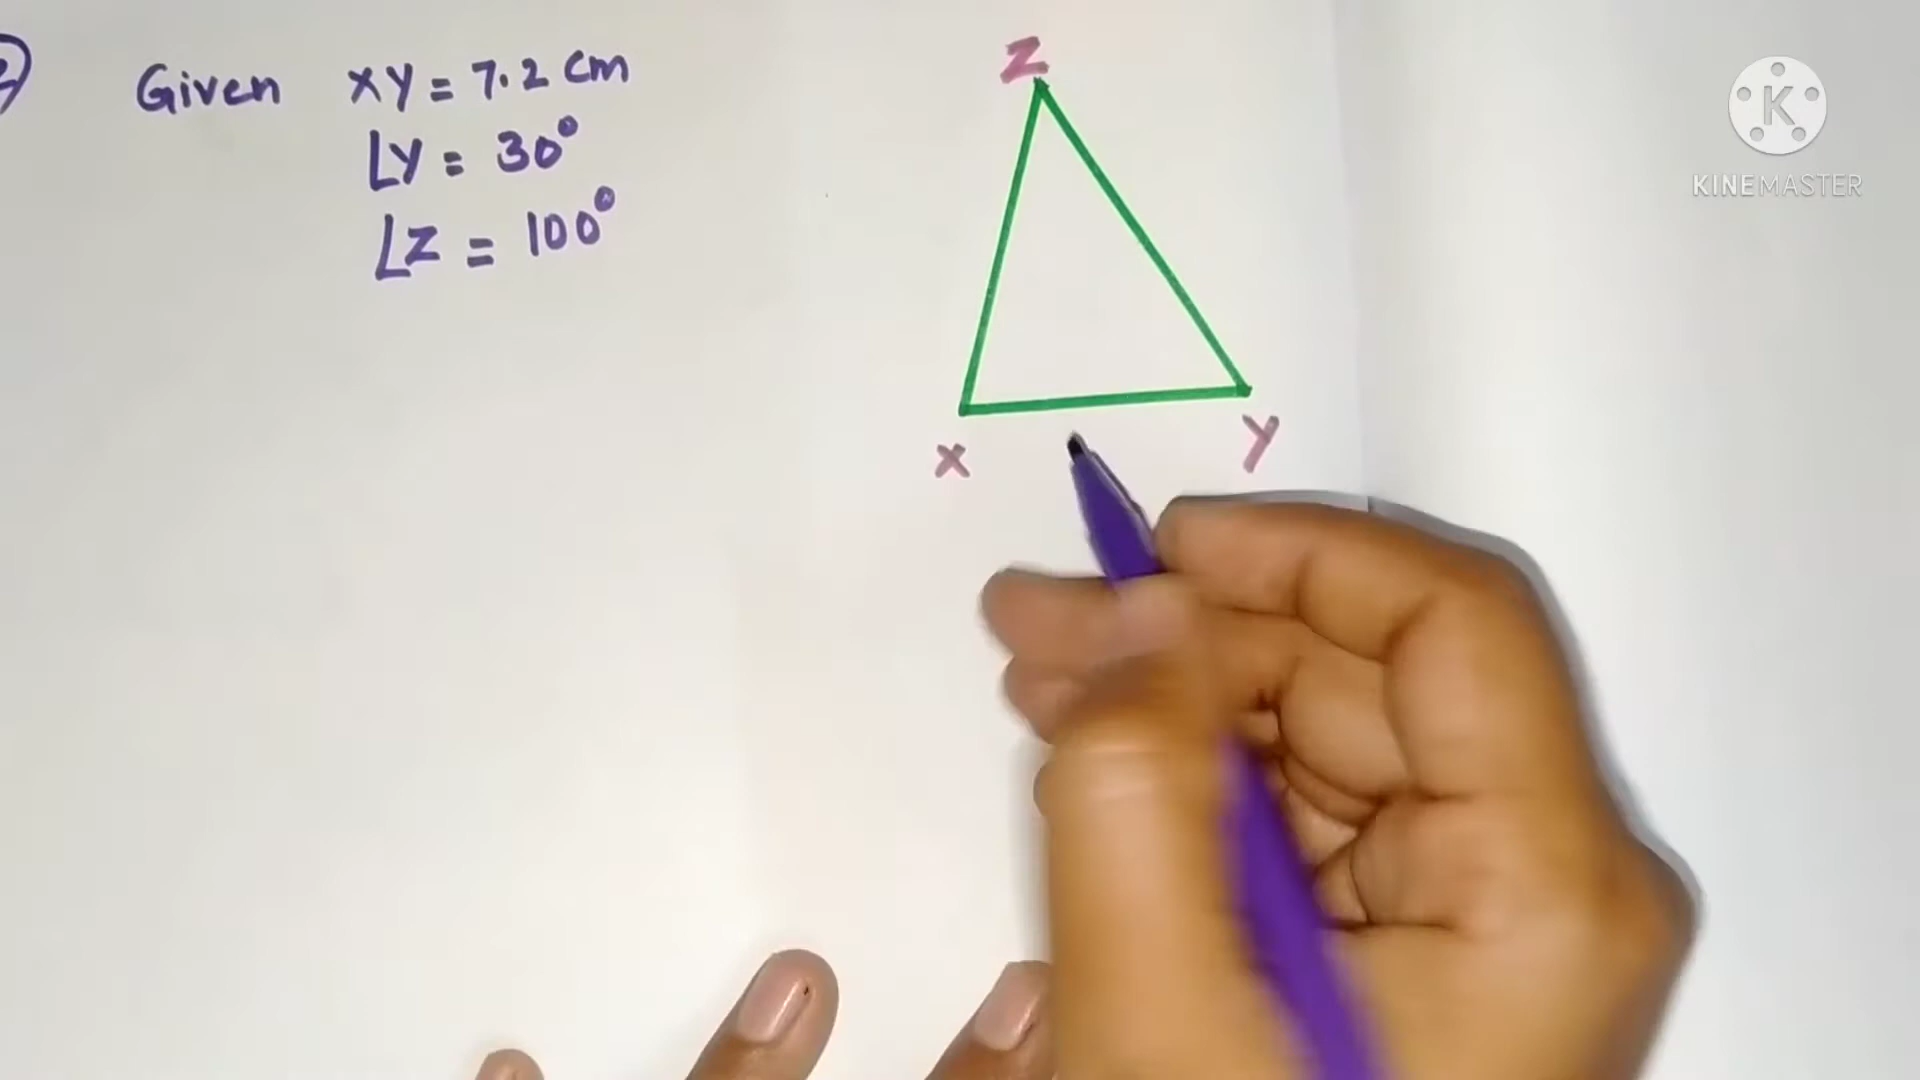 Given XY = 7.2 cm
∠Y = 30°
∠Z = 100°
Z
X
Y
K
KINEMASTER